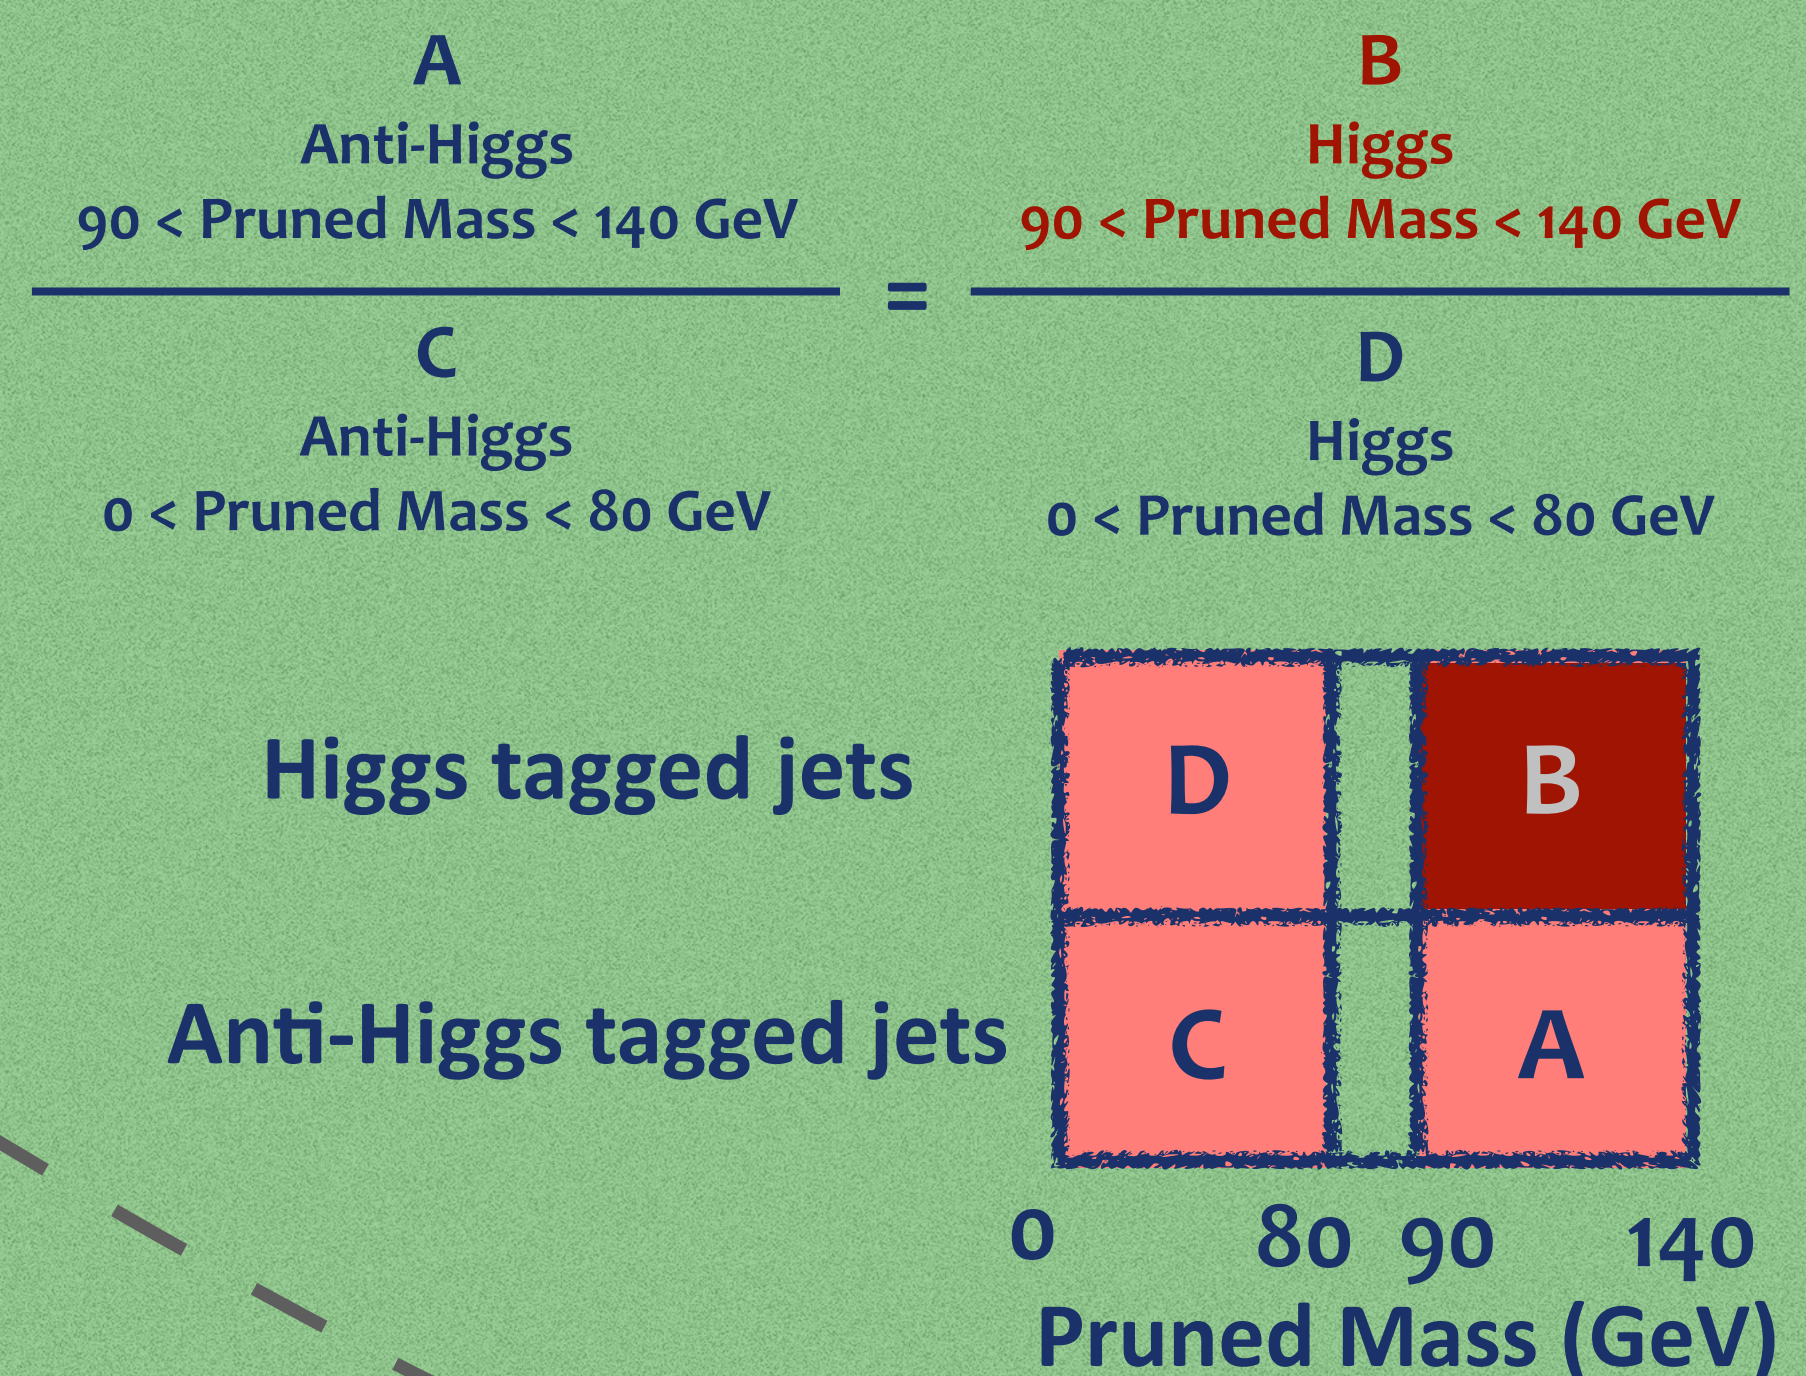 A
Anti-Higgs
90 < Pruned Mass < 140 GeV
C
Anti-Higgs
0 < Pruned Mass < 80 GeV
=
B
Higgs
90 < Pruned Mass < 140 GeV
D
Higgs
0 < Pruned Mass < 80 GeV
Higgs tagged jets
D B
Anti-Higgs tagged jets
C A
0 80 90 140
Pruned Mass (GeV)